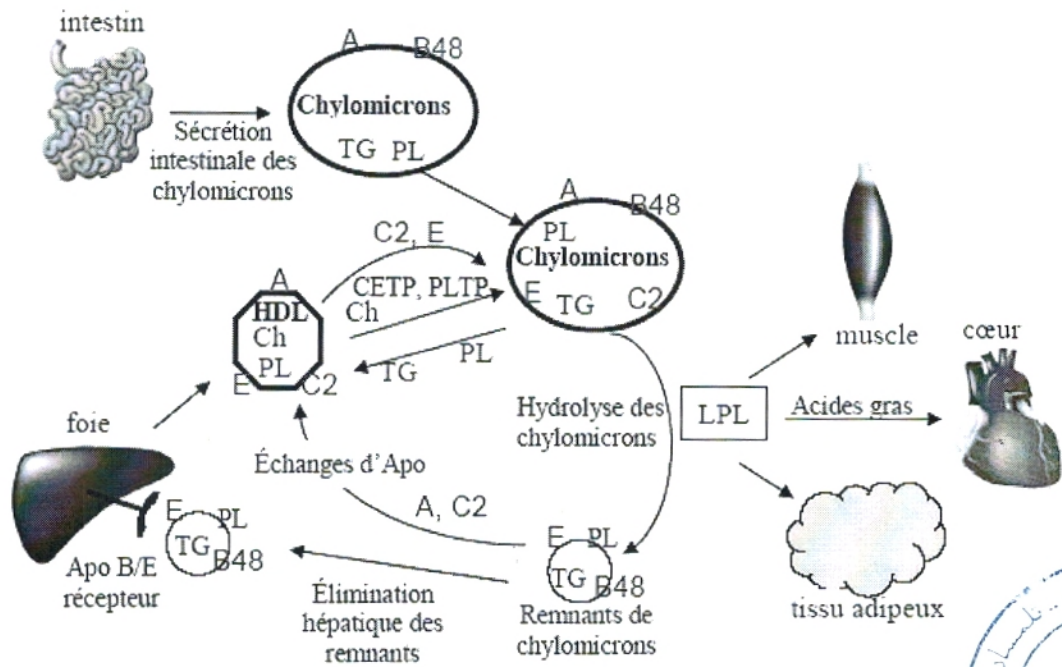 intestin
A
B48
Chylomicrons
TG PL
Sécrétion
intestinale des
chylomicrons
A
B48
PL
Chylomicrons
E TG C2
C2, E
CETP, PLTP
Ch
PL
TG
A
HDL
Ch
PL
E C2
muscle
cœur
LPL
Acides gras
tissu adipeux
Hydrolyse des
chylomicrons
foie
Échanges d'Apo
A, C2
E PL
TG
B48
Remnants de
chylomicrons
Élimination
hépatique des
remnants
E PL
TG
B48
Apo B/E
récepteur